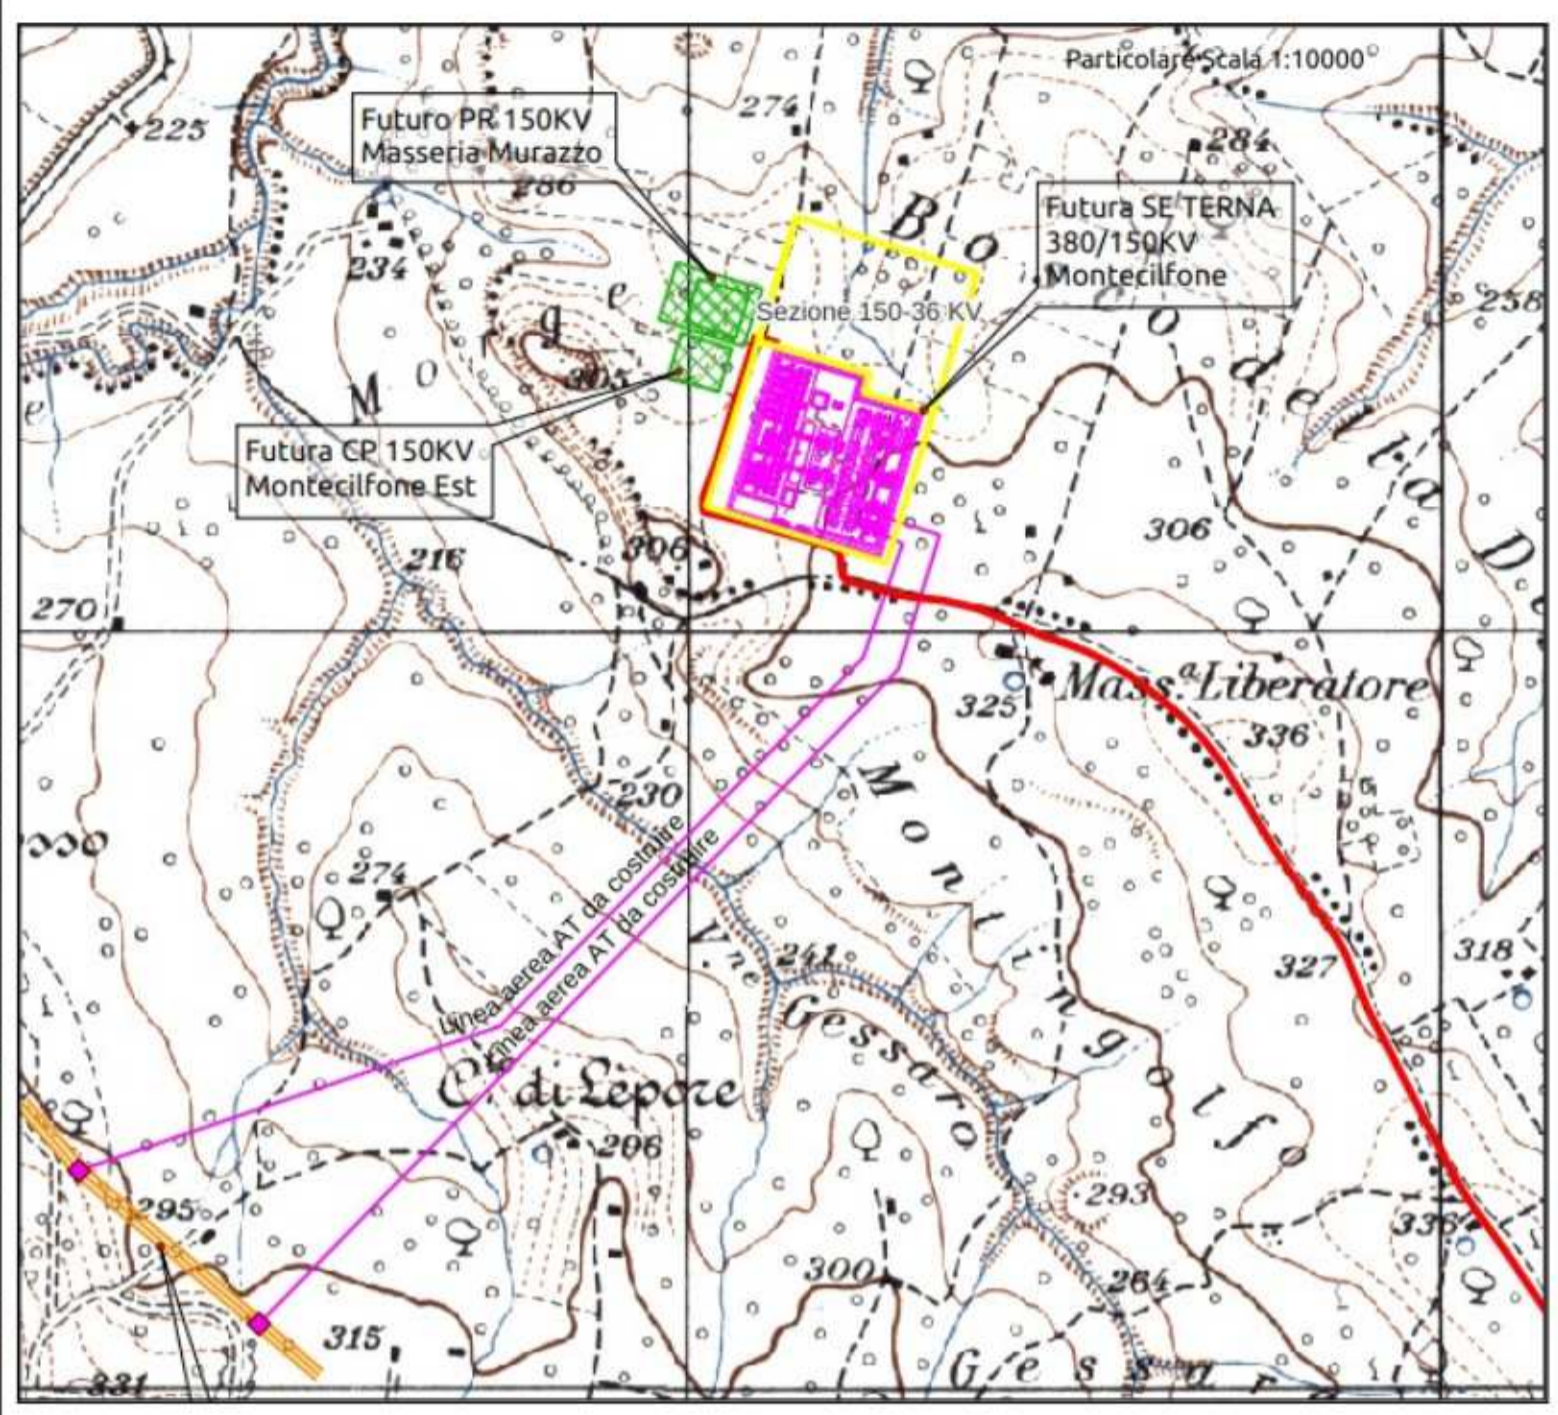 Particolare Scala 1:10000
Futuro PR 150KV
Masseria Murazzo
274
225
284
286
Futura SE TERNA
380/150KV
Montecilfone
B o
234
e
Sezione 150-36 KV
258
C o
q
r
305
d e l l a
M o
e
Futura CP 150KV
Montecilfone Est
D
306
306
216
270
Mass.ª Liberatore
325
336
230
M o n t i n g o l f o
Linea aerea AT da costruire
Linea aerea AT da costruire
274
V.ne
241
Gessaro
318
327
C. di Lepore
296
293
295
336
300
264
315
331
G e s s a r